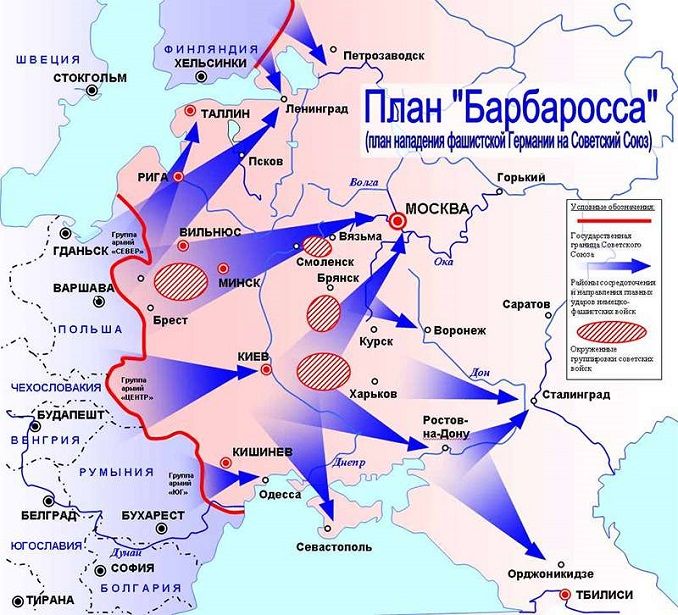 ШВЕЦИЯ
СТОКГОЛЬМ
ФИНЛЯНДИЯ
ХЕЛЬСИНКИ
Петрозаводск
Ленинград
ТАЛЛИН
План "Барбаросса"
(план нападения фашистской Германии на Советский Союз)
Псков
РИГА
Волга
Горький
МОСКВА
Ока
Условные обозначения:
Государственная
граница Советского
Союза
Районы сосредоточения
и направления главных
ударов немецко-
фашистских войск
Окруженные
группировки советских
войск
Группа
армий
«СЕВЕР»
ГДАНЬСК
ВИЛЬНЮС
Вязьма
Смоленск
МИНСК
Брянск
ВАРШАВА
Брест
ПОЛЬША
Саратов
Воронеж
Курск
КИЕВ
Дон
ЧЕХОСЛОВАКИЯ
Группа
армий
«ЦЕНТР»
Харьков
Сталинград
БУДАПЕШТ
ВЕНГРИЯ
Ростов-
на-Дону
КИШИНЕВ
Днепр
РУМЫНИЯ
Группа
армий
«ЮГ»
Одесса
БЕЛГРАД
БУХАРЕСТ
Севастополь
ЮГОСЛАВИЯ
Дунай
СОФИЯ
БОЛГАРИЯ
Орджоникидзе
ТИРАНА
ТБИЛИСИ